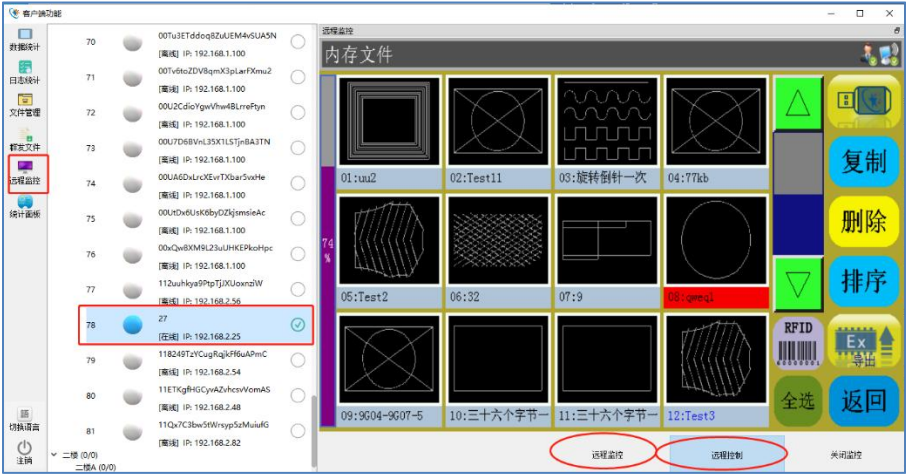 客户端功能
数据统计
日志统计
文件管理
群发文件
远程监控
统计面板
切换语言
注销
70
00Tu3ETddoq8ZuUEM4vSUA5N
[离线] IP: 192.168.1.100
71
00Tv6toZDVBqmX3pLarFXmu2
[离线] IP: 192.168.1.100
72
00U2CdioYgwVhw4BLrreFtyn
[离线] IP: 192.168.1.100
73
00U7D6BVnL35X1LSTjnBA3TN
[离线] IP: 192.168.1.100
74
00UA6DxLrcXEvrTXbar5vxHe
[离线] IP: 192.168.1.100
75
00UtDx6UsK6byDZkjsmsieAc
[离线] IP: 192.168.1.100
76
00xQw8XM9L23uUHKEPkoHpc
[离线] IP: 192.168.1.100
77
112uuhkya9PtpTjJXUoxnziW
[离线] IP: 192.168.2.56
78
27
[在线] IP: 192.168.2.25
79
118249TzYCugRqjkFf6uAPmC
[离线] IP: 192.168.2.54
80
11ETKgfHGCyvAZvhcsvVomAS
[离线] IP: 192.168.2.48
81
11Qx7C3bw5tWrsyp5zMuiufG
[离线] IP: 192.168.2.82
二楼 (0/0)
二楼A (0/0)
远程监控
内存文件
74
%
01:uu2
02:Test11
03:旋转倒针一次
04:77kb
05:Test2
06:32
07:9
08:qweq1
09:9G04-9G07-5
10:三十六个字节一
11:三十六个字节一
12:Test3
复制
删除
排序
RFID
Ex
导出
全选
返回
远程监控
远程控制
关闭监控